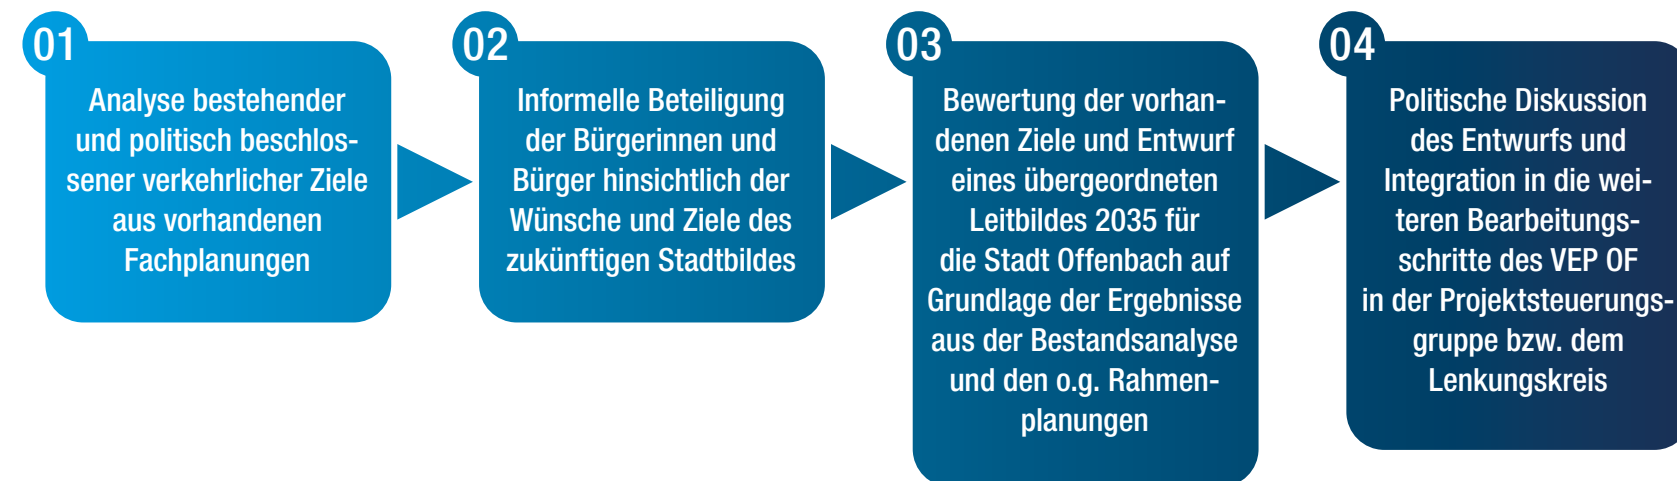 01
Analyse bestehender
und politisch beschlos-
sener verkehrlicher Ziele
aus vorhandenen
Fachplanungen
02
Informelle Beteiligung
der Bürgerinnen und
Bürger hinsichtlich der
Wünsche und Ziele des
zukünftigen Stadtbildes
03
Bewertung der vorhan-
denen Ziele und Entwurf
eines übergeordneten
Leitbildes 2035 für
die Stadt Offenbach auf
Grundlage der Ergebnisse
aus der Bestandsanalyse
und den o.g. Rahmen-
planungen
04
Politische Diskussion
des Entwurfs und
Integration in die wei-
teren Bearbeitungs-
schritte des VEP OF
in der Projektsteuerungs-
gruppe bzw. dem
Lenkungskreis